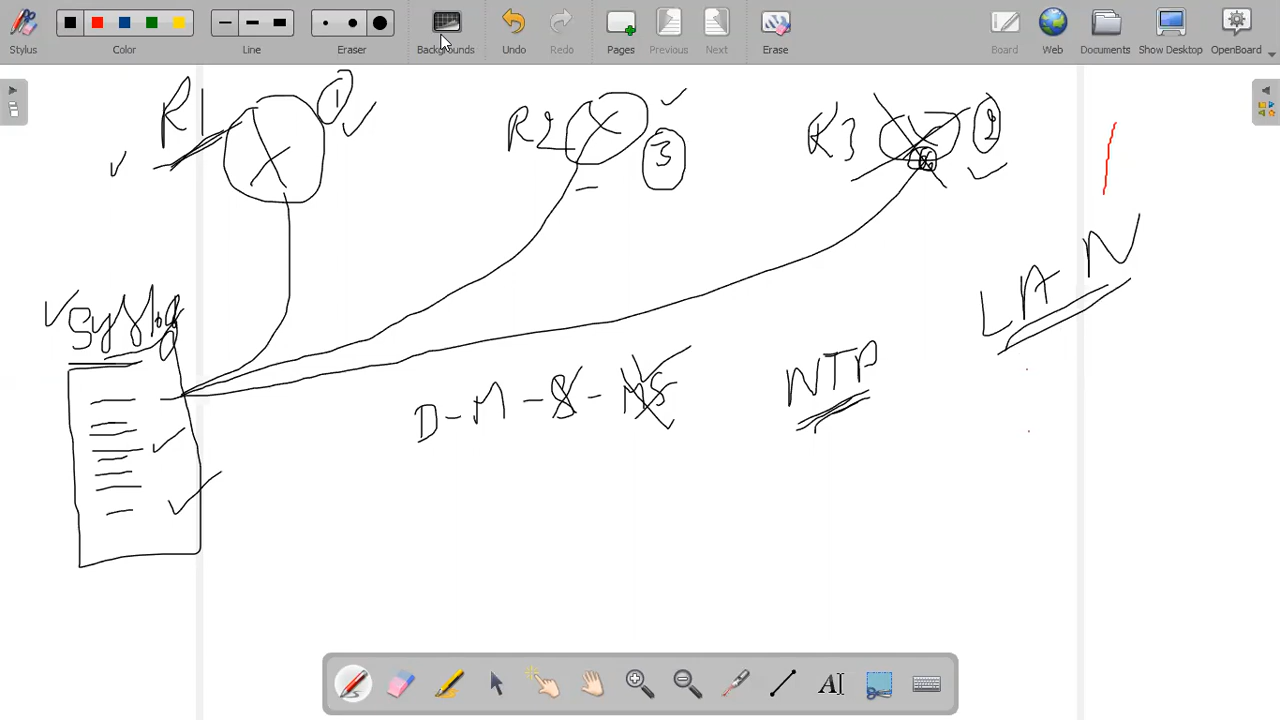 Stylus
Color
Line
Eraser
Backgrounds
Undo
Redo
Pages
Previous
Next
Erase
Board
Web
Documents
Show Desktop
OpenBoard
R1
1
R2
3
R3
2
LAN
Syslog
D-M-S-MS
NTP